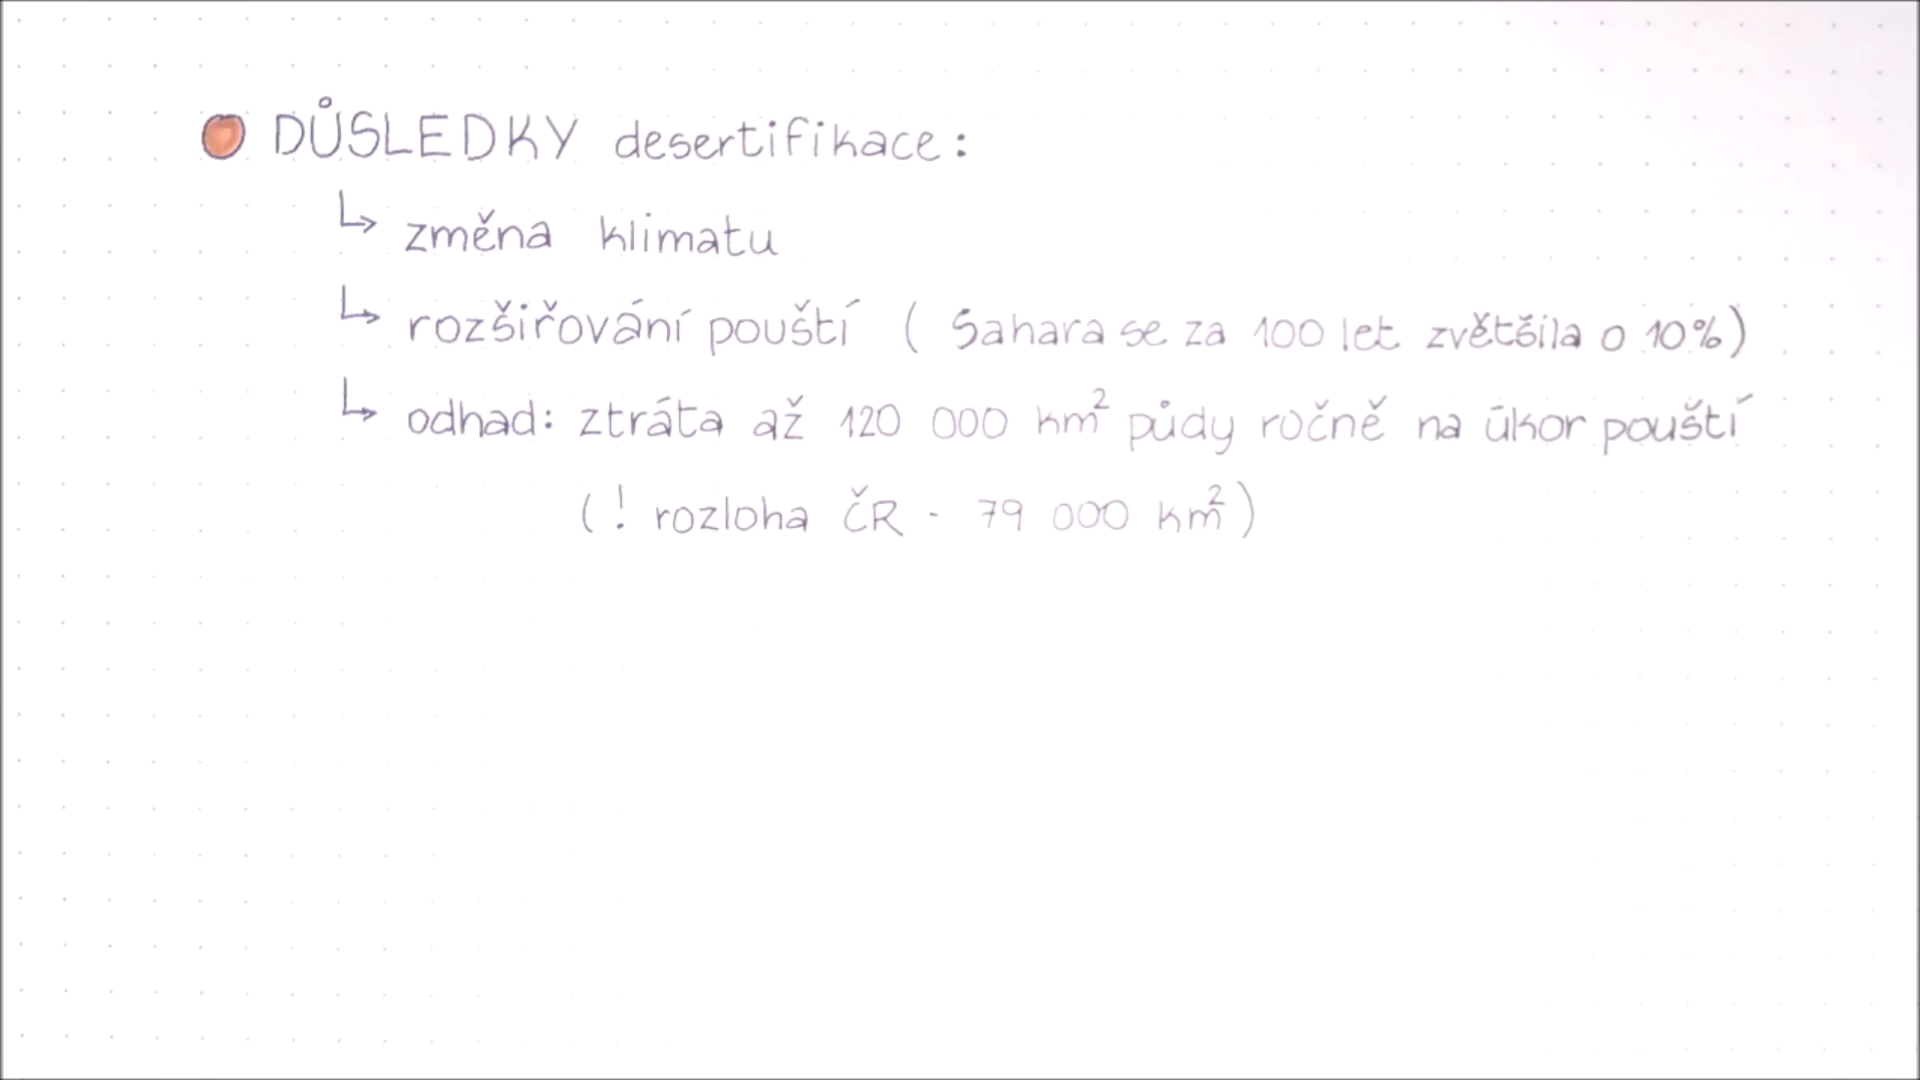 DŮSLEDKY desertifikace:
↳ změna klimatu
↳ rozšiřování pouští (Sahara se za 100 let zvětšila o 10%)
↳ odhad: ztráta až 120 000 km² půdy ročně na úkor pouští
(! rozloha ČR - 79 000 km²)